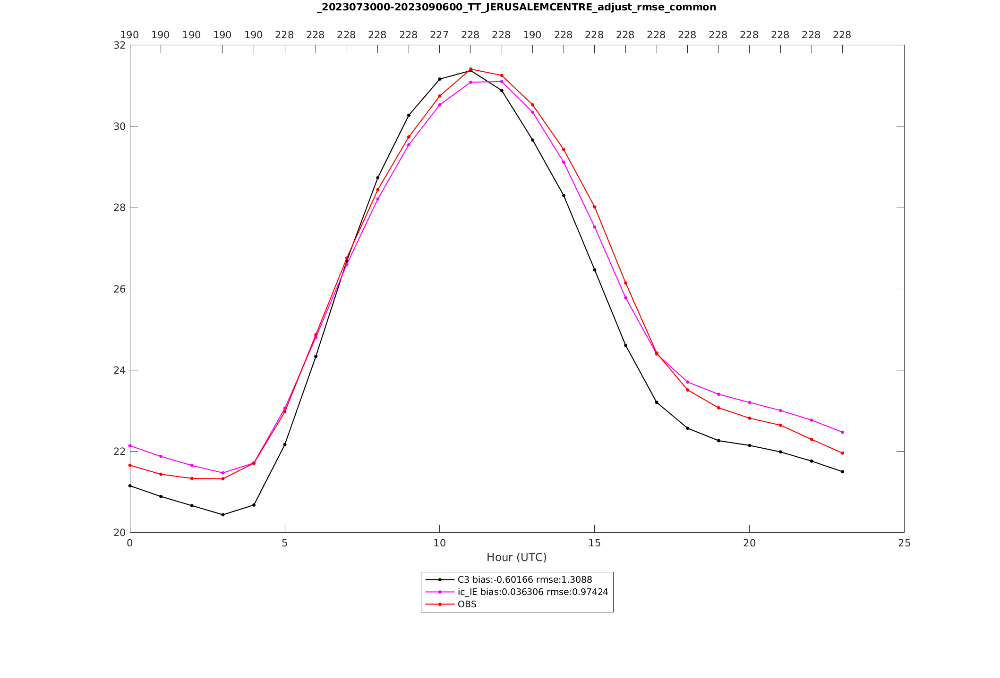 _2023073000-2023090600_TT_JERUSALEMCENTRE_adjust_rmse_common
190 190 190 190 190 228 228 228 228 228 227 228 228 190 228 228 228 228 228 228 228 228 228 228
32
30
28
26
24
22
20
0 5 10 15 20 25
Hour (UTC)
C3 bias:-0.60166 rmse:1.3088
ic_IE bias:0.036306 rmse:0.97424
OBS